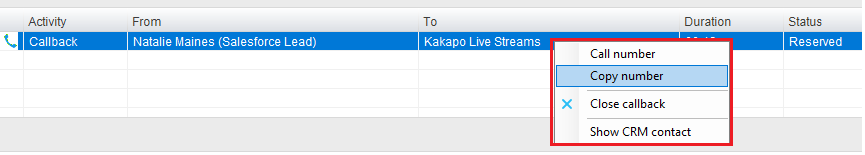 Activity From To Duration Status
Callback Natalie Maines (Salesforce Lead) Kakapo Live Streams Reserved
Call number
Copy number
Close callback
Show CRM contact